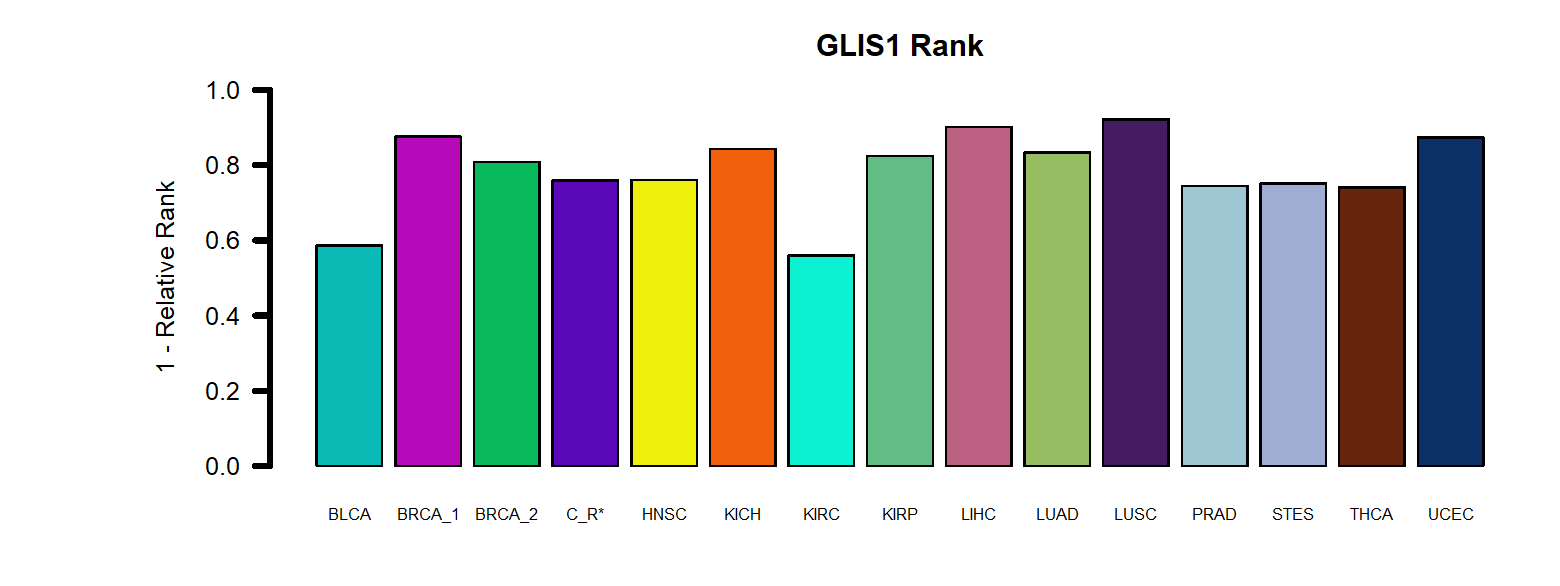 GLIS1 Rank
1 - Relative Rank
1.0
0.8
0.6
0.4
0.2
0.0
BLCA BRCA_1 BRCA_2 C_R* HNSC KICH KIRC KIRP LIHC LUAD LUSC PRAD STES THCA UCEC